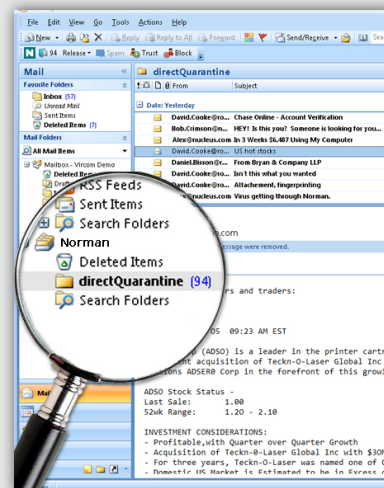 File Edit View Go Tools Actions Help
New Reply Reply to All Forward Send/Receive Sea
N 94 Release Spam Trust Block
Mail
Favorite Folders
Inbox (57)
Unread Mail
Sent Items
Deleted Items (7)
Mail Folders
All Mail Items
Mailbox - Vircom Demo
Deleted Items
RSS Feeds
Sent Items
Search Folders
Norman
Deleted Items
directQuarantine (94)
Search Folders
directQuarantine
From Subject
Date: Yesterday
David.Cooke@ro... Chase Online - Account Verification
Bob.Crimson@n... HEY! Is this you? Someone is looking for you...
Alex@nucleus.com In 3 Weeks $6,487 Using My Computer
David.Cooke@ro... US hot stocks
Daniel.Bisson@r... From Bryan & Company LLP
David.Cooke@ro... Isn't this what you wanted
David.Cooke@ro... Attachement, fingerprinting
@nucleus.com Virus getting through Norman.
o.com
ssage were removed.
rs and traders:
05 09:23 AM EST
p (ADSO) is a leader in the printer cartr
nt acquisition of Teckn-O-Laser Global Inc
tions ADSER0 Corp in the forefront of this growi
ADSO Stock Status -
Last Sale: 1.00
52wk Range: 1.20 - 2.10
INVESTMENT CONSIDERATIONS:
- Profitable,with Quarter over Quarter Growth
- Acquisition of Teckn-0-Laser Global Inc with $30M
- For three years, Teckn-O-Laser was named one of C
- Domestic US Market is Estimated to be in Excess o
Mai